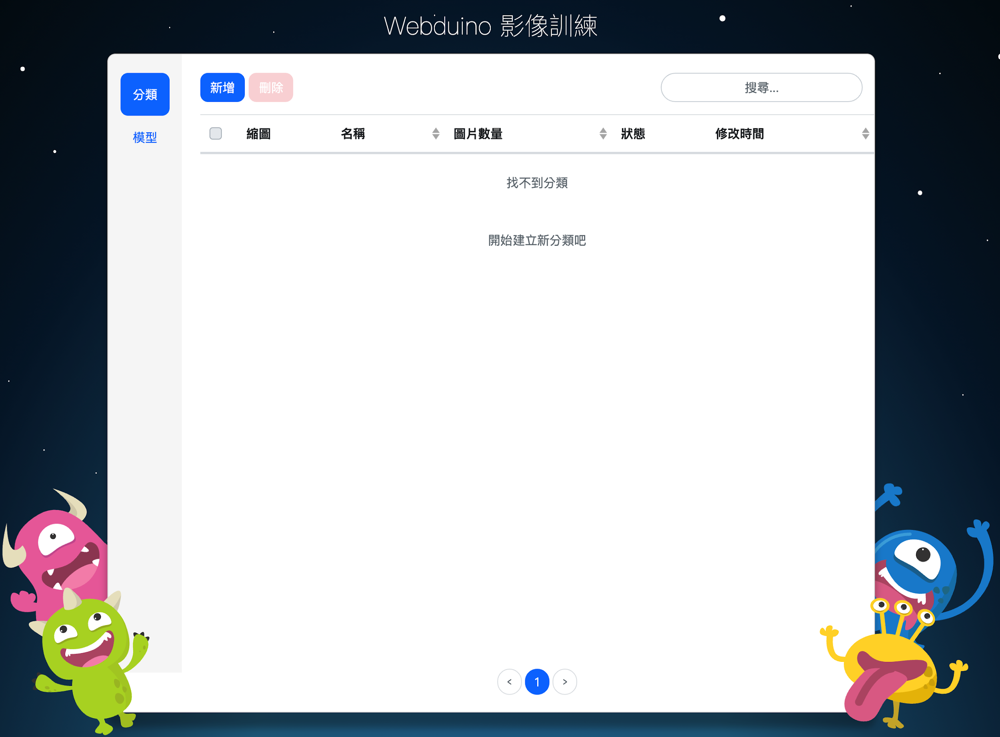 Webduino 影像訓練
分類
模型
新增 刪除 搜尋...
縮圖 名稱 圖片數量 狀態 修改時間
找不到分類
開始建立新分類吧
< 1 >